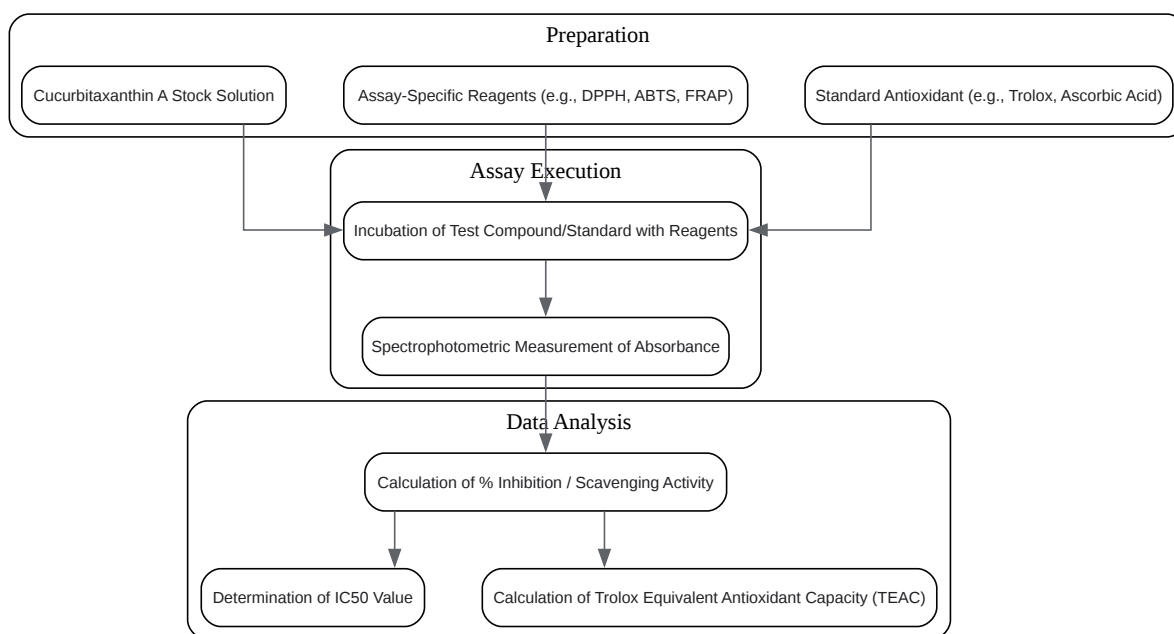 Preparation
Cucurbitaxanthin A Stock Solution
Assay-Specific Reagents (e.g., DPPH, ABTS, FRAP)
Standard Antioxidant (e.g., Trolox, Ascorbic Acid)
Assay Execution
Incubation of Test Compound/Standard with Reagents
Spectrophotometric Measurement of Absorbance
Data Analysis
Calculation of % Inhibition / Scavenging Activity
Determination of IC50 Value
Calculation of Trolox Equivalent Antioxidant Capacity (TEAC)